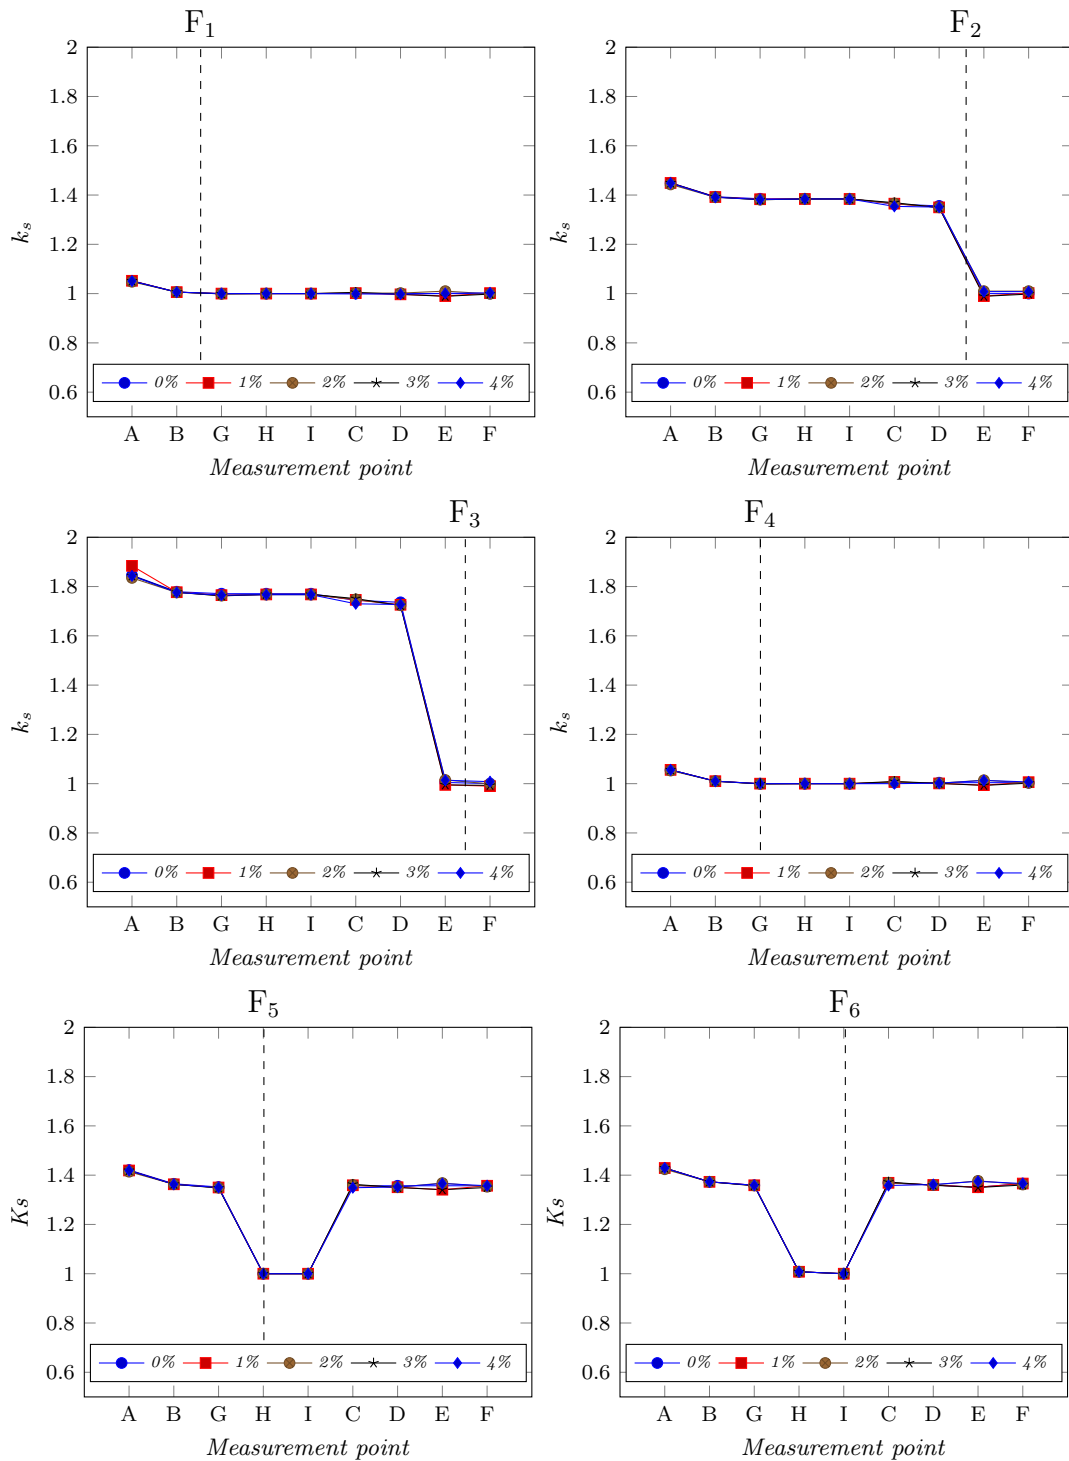 F1 F2
2 2
1.8 1.8
1.6 1.6
1.4 1.4
ks ks
1.2 1.2
1 1
0.8 0.8
0% 1% 2% 3% 4% 0% 1% 2% 3% 4%
0.6 0.6
A B G H I C D E F A B G H I C D E F
Measurement point Measurement point
F3 F4
2 2
1.8 1.8
1.6 1.6
1.4 1.4
ks ks
1.2 1.2
1 1
0.8 0.8
0% 1% 2% 3% 4% 0% 1% 2% 3% 4%
0.6 0.6
A B G H I C D E F A B G H I C D E F
Measurement point Measurement point
F5 F6
2 2
1.8 1.8
1.6 1.6
1.4 1.4
Ks Ks
1.2 1.2
1 1
0.8 0.8
0% 1% 2% 3% 4% 0% 1% 2% 3% 4%
0.6 0.6
A B G H I C D E F A B G H I C D E F
Measurement point Measurement point